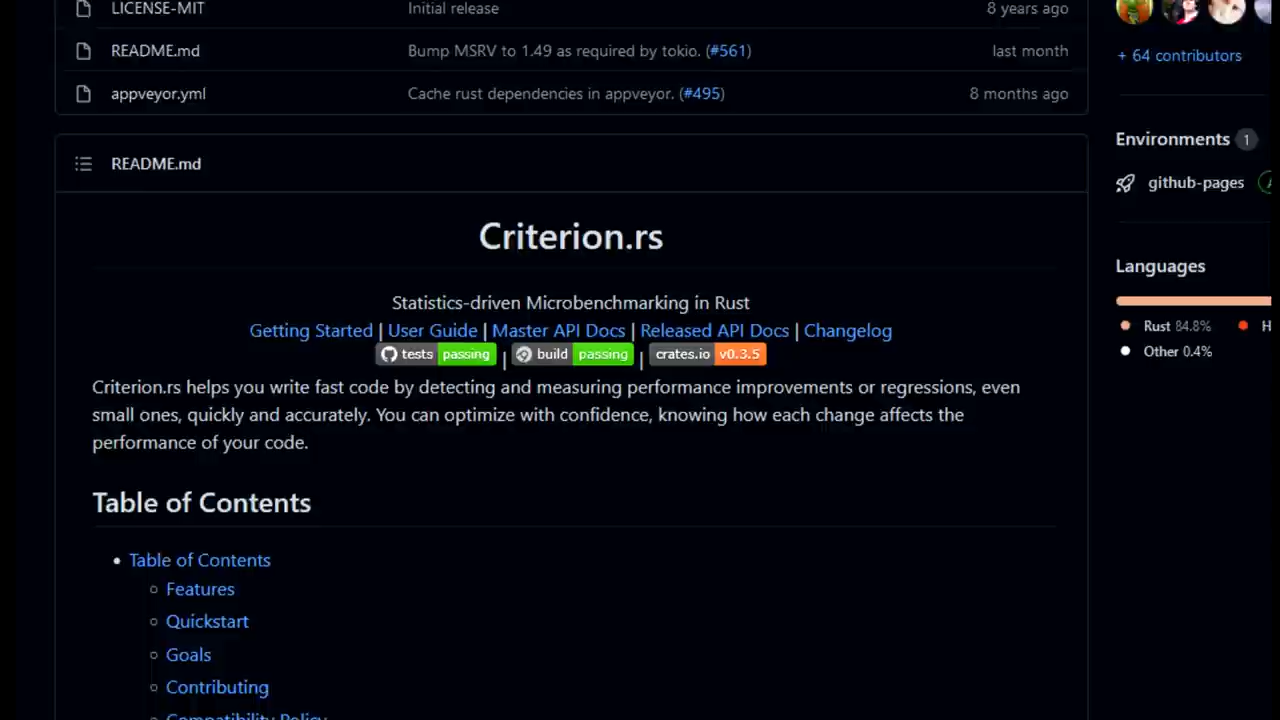 LICENSE-MIT Initial release 8 years ago
README.md Bump MSRV to 1.49 as required by tokio. (#561) last month
+ 64 contributors
appveyor.yml Cache rust dependencies in appveyor. (#495) 8 months ago
Environments 1
README.md
github-pages
Criterion.rs
Languages
Statistics-driven Microbenchmarking in Rust
Rust 84.8% H
Getting Started | User Guide | Master API Docs | Released API Docs | Changelog
Other 0.4%
tests passing | build passing | crates.io v0.3.5
Criterion.rs helps you write fast code by detecting and measuring performance improvements or regressions, even
small ones, quickly and accurately. You can optimize with confidence, knowing how each change affects the
performance of your code.
Table of Contents
Table of Contents
Features
Quickstart
Goals
Contributing
Compatibility Policy